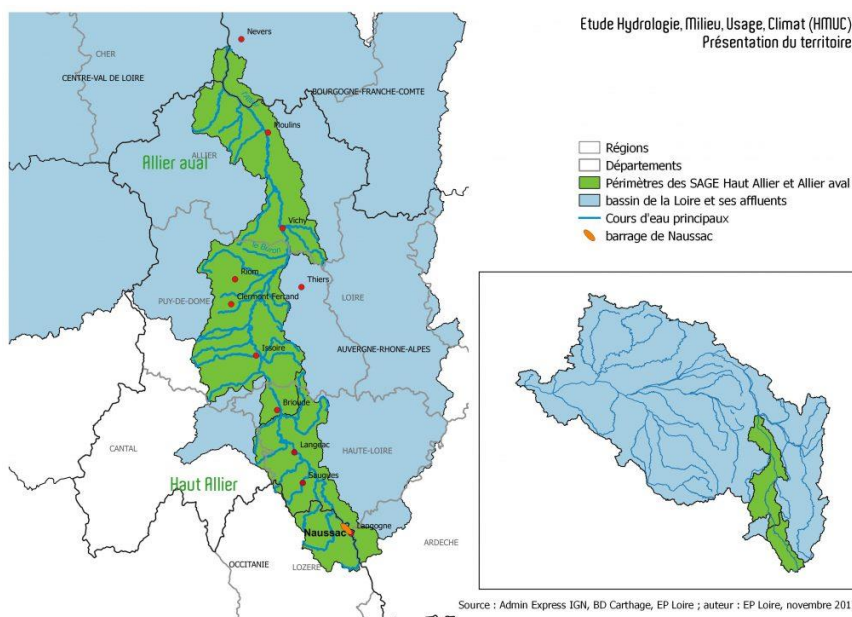 Etude Hydrologie, Milieu, Usage, Climat (HMUC)
Présentation du territoire
Nevers
CHER
CENTRE-VAL DE LOIRE
BOURGOGNE-FRANCHE-COMTE
Moulins
ALLIER
Allier aval
Vichy
Riom
Thiers
PUY-DE-DOME
Clermont-Ferrand
LOIRE
Issoire
AUVERGNE-RHONE-ALPES
Brioude
CANTAL
Langeac
HAUTE-LOIRE
Haut Allier
Saugues
Langogne
Naussac
ARDECHE
OCCITANIE
LOZERE
Régions
Départements
Périmètres des SAGE Haut Allier et Allier aval
bassin de la Loire et ses affluents
Cours d'eau principaux
barrage de Naussac
Source : Admin Express IGN, BD Carthage, EP Loire ; auteur : EP Loire, novembre 201